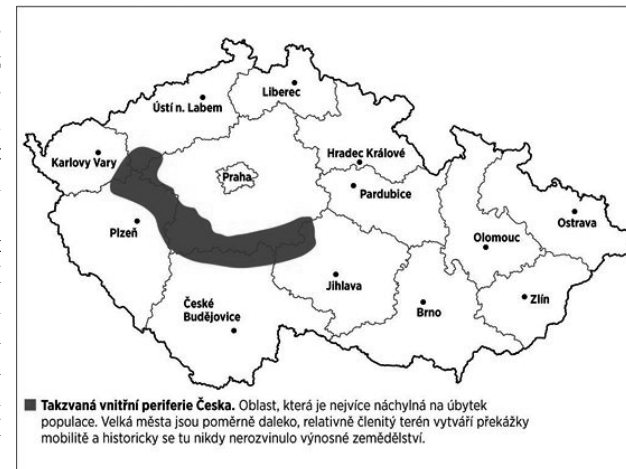 Liberec
Ústí n. Labem
Karlovy Vary
Praha
Hradec Králové
Pardubice
Plzeň
Ostrava
Olomouc
Jihlava
České
Budějovice
Brno
Zlín
Takzvaná vnitřní periferie Česka. Oblast, která je nejvíce náchylná na úbytek
populace. Velká města jsou poměrně daleko, relativně členitý terén vytváří překážky
mobilitě a historicky se tu nikdy nerozvinulo výnosné zemědělství.